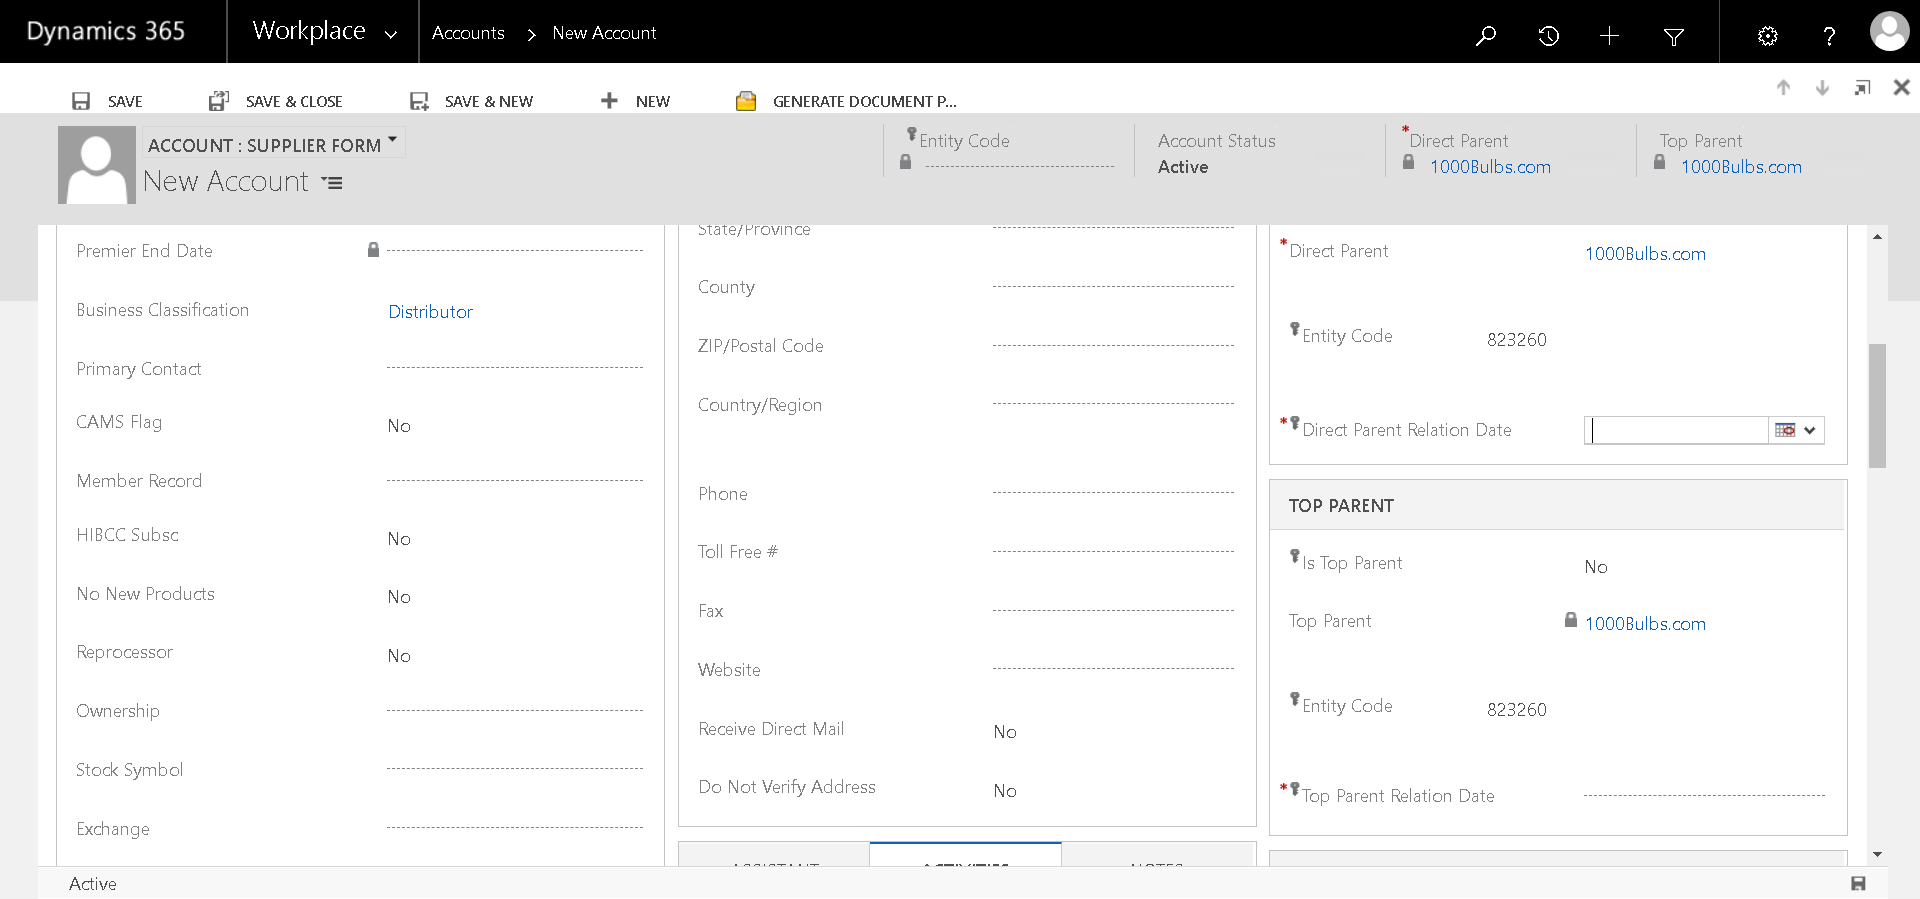 Dynamics 365
Workplace
Accounts > New Account
SAVE
SAVE & CLOSE
SAVE & NEW
NEW
GENERATE DOCUMENT P...
ACCOUNT : SUPPLIER FORM
New Account
Entity Code
Account Status
Active
*Direct Parent
1000Bulbs.com
Top Parent
1000Bulbs.com
Premier End Date
Business Classification
Distributor
Primary Contact
CAMS Flag
No
Member Record
HIBCC Subsc
No
No New Products
No
Reprocessor
No
Ownership
Stock Symbol
Exchange
State/Province
County
ZIP/Postal Code
Country/Region
Phone
Toll Free #
Fax
Website
Receive Direct Mail
No
Do Not Verify Address
No
ASSISTANT
ACTIVITIES
NOTES
*Direct Parent
1000Bulbs.com
Entity Code
823260
*Direct Parent Relation Date
TOP PARENT
Is Top Parent
No
Top Parent
1000Bulbs.com
Entity Code
823260
*Top Parent Relation Date
Active